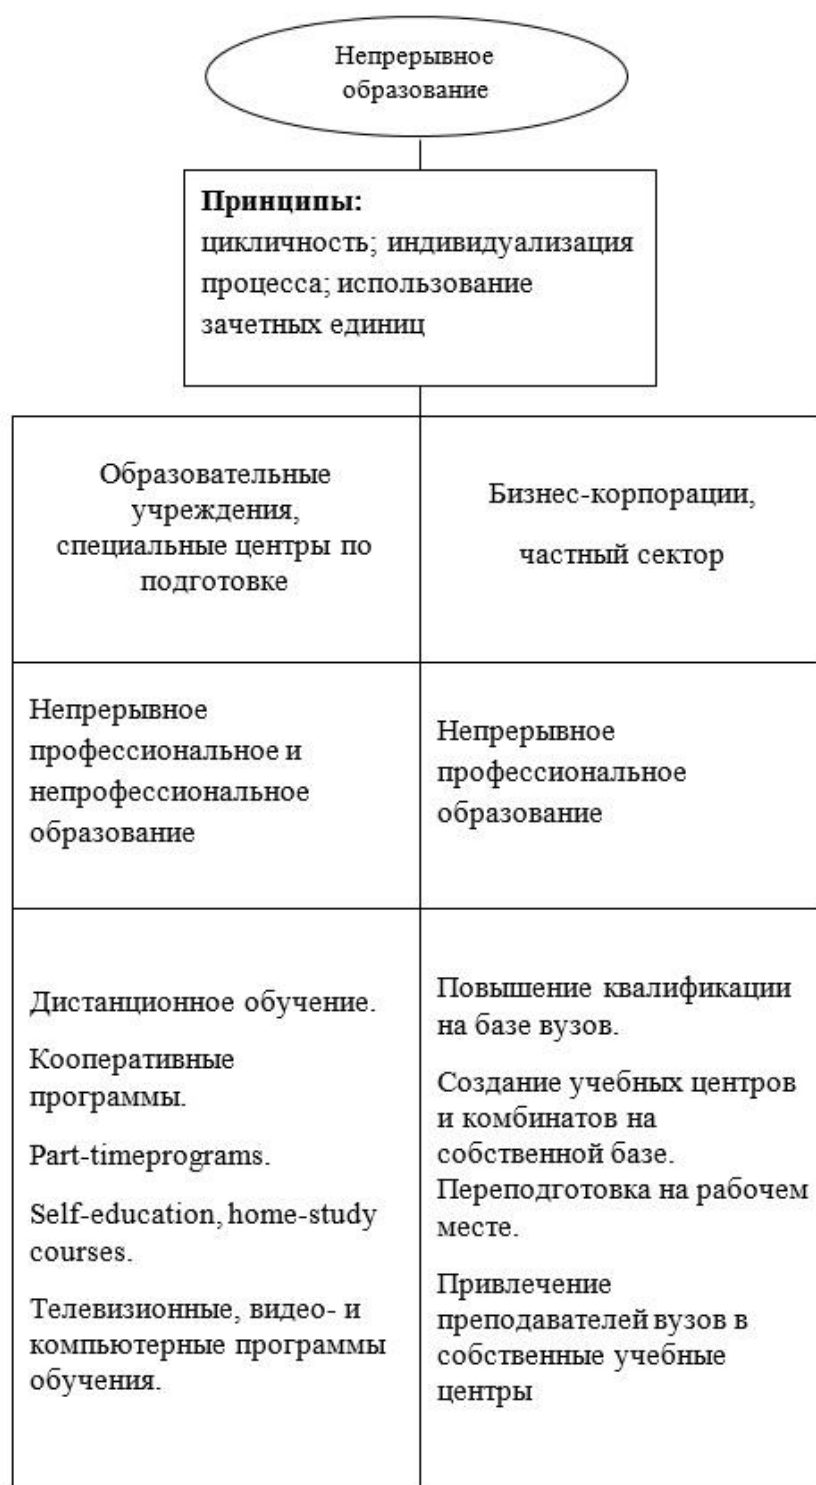 Непрерывное
образование
Принципы:
цикличность; индивидуализация
процесса; использование
зачетных единиц
Образовательные
учреждения,
специальные центры по
подготовке
Бизнес-корпорации,
частный сектор
Непрерывное
профессиональное и
непрофессиональное
образование
Непрерывное
профессиональное
образование
Дистанционное обучение.
Кооперативные
программы.
Part-timeprograms.
Self-education, home-study
courses.
Телевизионные, видео- и
компьютерные программы
обучения.
Повышение квалификации
на базе вузов.
Создание учебных центров
и комбинатов на
собственной базе.
Переподготовка на рабочем
месте.
Привлечение
преподавателей вузов в
собственные учебные
центры